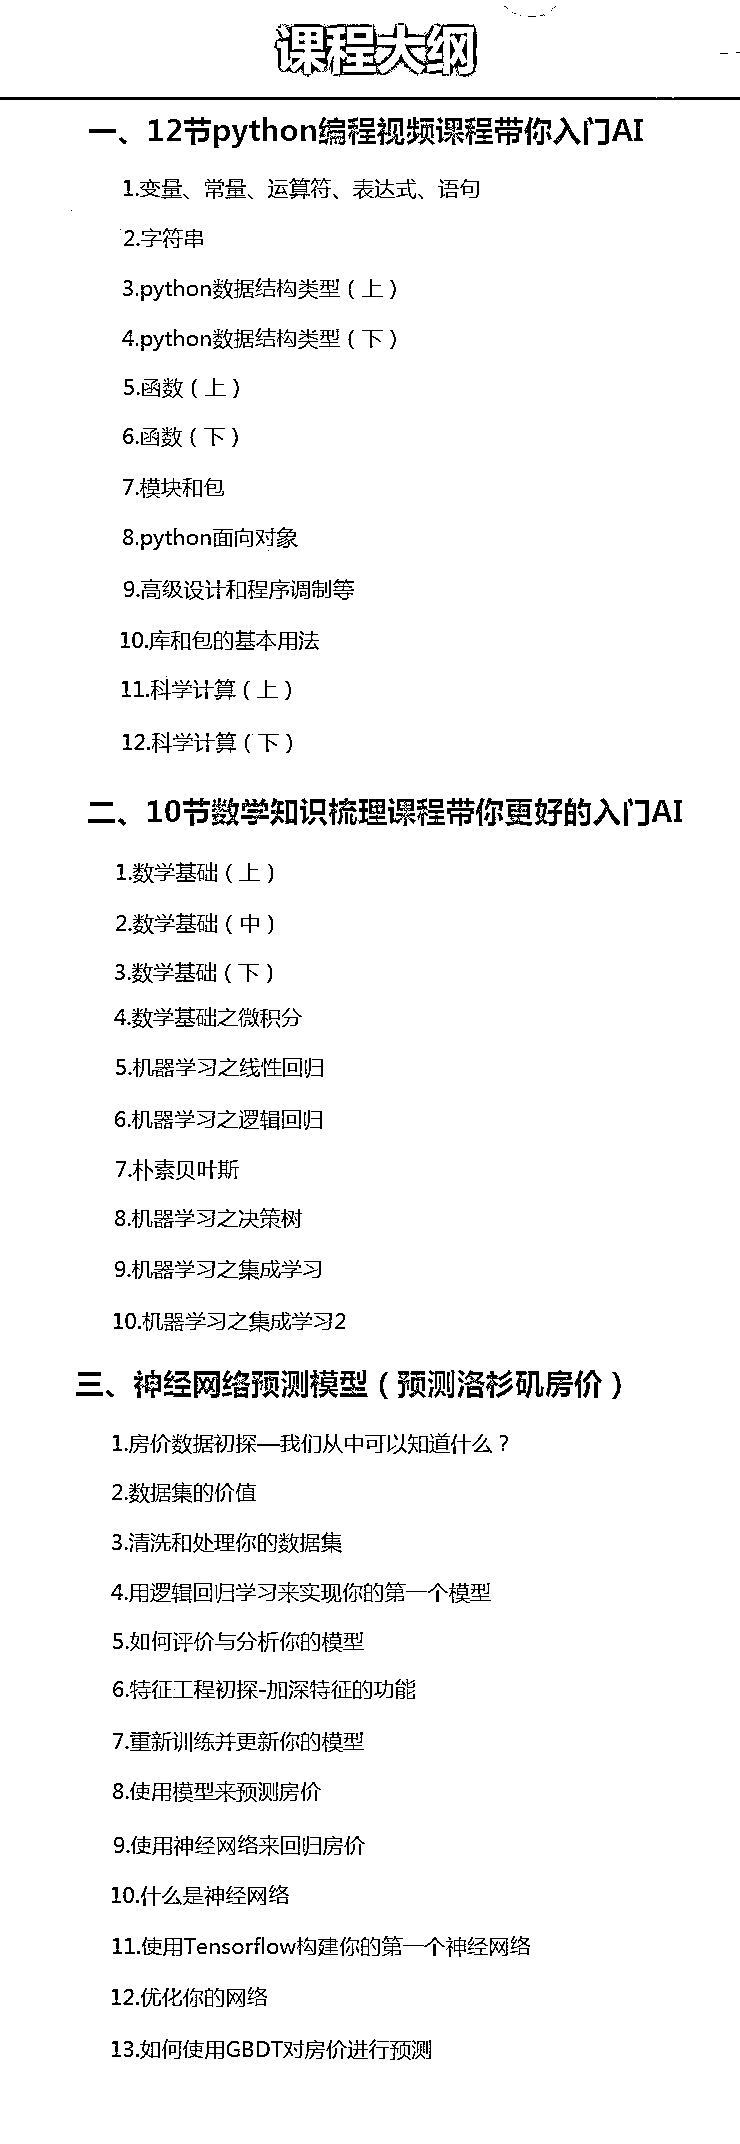 课程大纲
一、12节python编程视频课程带你入门AI
1.变量、常量、运算符、表达式、语句
2.字符串
3.python数据结构类型（上）
4.python数据结构类型（下）
5.函数（上）
6.函数（下）
7.模块和包
8.python面向对象
9.高级设计和程序调制等
10.库和包的基本用法
11.科学计算（上）
12.科学计算（下）
二、10节数学知识梳理课程带你更好的入门AI
1.数学基础（上）
2.数学基础（中）
3.数学基础（下）
4.数学基础之微积分
5.机器学习之线性回归
6.机器学习之逻辑回归
7.朴素贝叶斯
8.机器学习之决策树
9.机器学习之集成学习
10.机器学习之集成学习2
三、神经网络预测模型（预测洛杉矶房价）
1.房价数据初探—我们从中可以知道什么？
2.数据集的价值
3.清洗和处理你的数据集
4.用逻辑回归学习来实现你的第一个模型
5.如何评价与分析你的模型
6.特征工程初探-加深特征的功能
7.重新训练并更新你的模型
8.使用模型来预测房价
9.使用神经网络来回归房价
10.什么是神经网络
11.使用Tensorflow构建你的第一个神经网络
12.优化你的网络
13.如何使用GBDT对房价进行预测